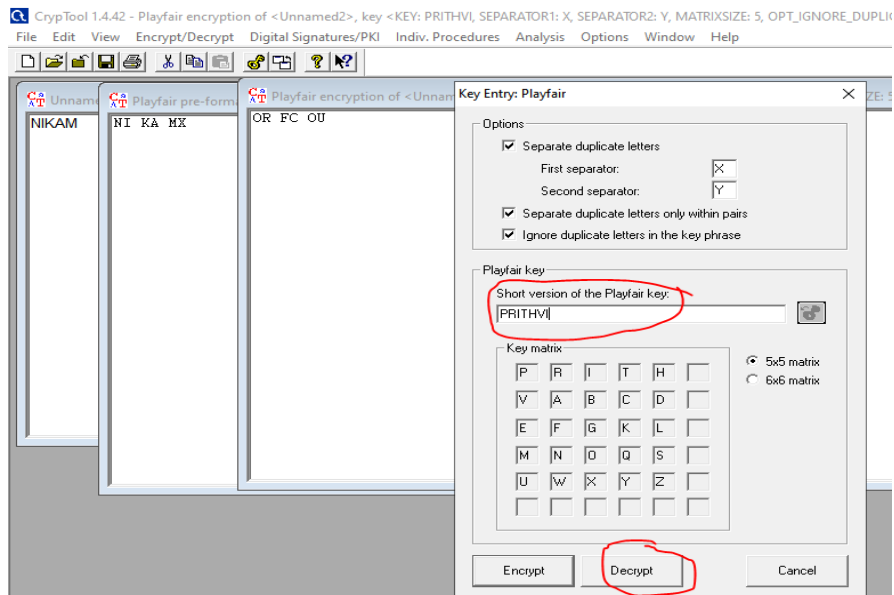 CrypTool 1.4.42 - Playfair encryption of <Unnamed2>, key <KEY: PRITHVI, SEPARATOR1: X, SEPARATOR2: Y, MATRIXSIZE: 5, OPT_IGNORE_DUPLIC
File Edit View Encrypt/Decrypt Digital Signatures/PKI Indiv. Procedures Analysis Options Window Help
Unname Playfair pre-forma Playfair encryption of <Unnam ZE: 5
NIKAM NI KA MX OR FC OU
Key Entry: Playfair
Options
Separate duplicate letters
First separator: X
Second separator: Y
Separate duplicate letters only within pairs
Ignore duplicate letters in the key phrase
Playfair key
Short version of the Playfair key:
PRITHVI
Key matrix
P R I T H
V A B C D
E F G K L
M N O Q S
U W X Y Z
5x5 matrix
6x6 matrix
Encrypt Decrypt Cancel